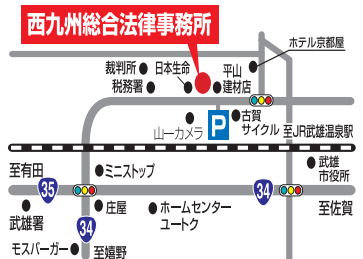 西九州総合法律事務所
ホテル京都屋
裁判所
日本生命
平山
建材店
税務署
古賀
サイクル
山一カメラ
P
至JR武雄温泉駅
至有田
ミニストップ
武雄
市役所
35
34
武雄署
庄屋
ホームセンター
ユートク
至佐賀
34
モスバーガー
至嬉野